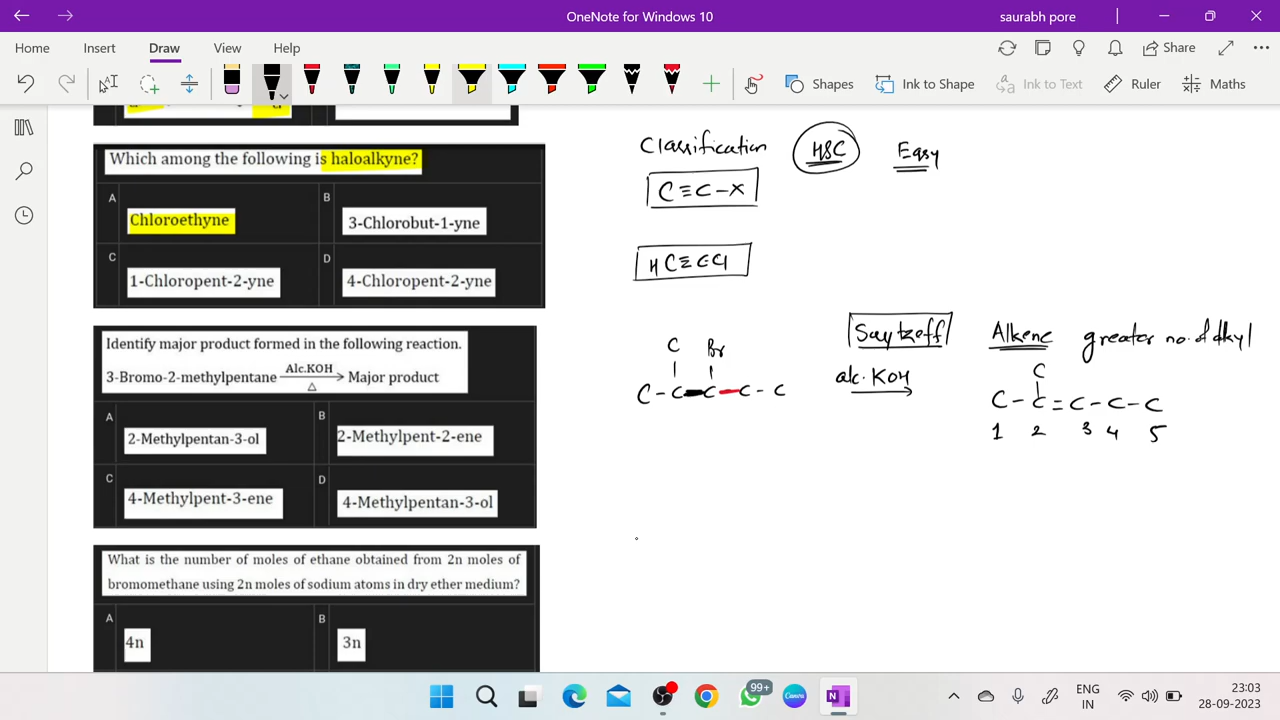 OneNote for Windows 10
saurabh pore
Home Insert Draw View Help
Share
Shapes Ink to Shape Ink to Text Ruler Maths
Which among the following is haloalkyne?
A Chloroethyne
B 3-Chlorobut-1-yne
C 1-Chloropent-2-yne
D 4-Chloropent-2-yne
Identify major product formed in the following reaction.
3-Bromo-2-methylpentane Alc.KOH △ Major product
A 2-Methylpentan-3-ol
B 2-Methylpent-2-ene
C 4-Methylpent-3-ene
D 4-Methylpentan-3-ol
What is the number of moles of ethane obtained from 2n moles of
bromomethane using 2n moles of sodium atoms in dry ether medium?
A 4n
B 3n
Classification HSC Easy
C≡C-X
HC≡CCl
Saytzeff Alkene greater no. of alkyl
C Br
C-C-C-C-C
alc. KOH
C
C-C=C-C-C
1 2 3 4 5
99+
ENG
IN
23:03
28-09-2023